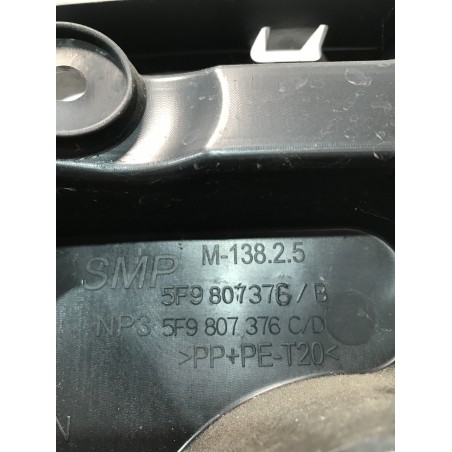 SMP M-138.2.5
5F9 807376/B
NP3 5F9 807 376 C/D
>PP+PE-T20<
N